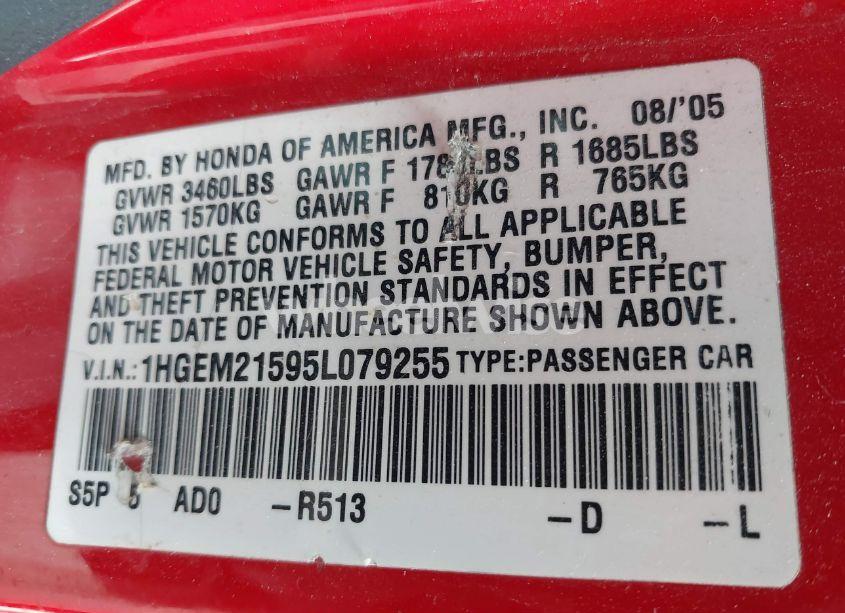 MFD. BY HONDA OF AMERICA MFG., INC. 08/'05
GVWR 3460LBS GAWR F LBS R 1685LBS
GVWR 1570KG GAWR F 810KG R 765KG
THIS VEHICLE CONFORMS TO ALL APPLICABLE
FEDERAL MOTOR VEHICLE SAFETY, BUMPER,
AND THEFT PREVENTION STANDARDS IN EFFECT
ON THE DATE OF MANUFACTURE SHOWN ABOVE.
V.I.N.: 1HGEM21595L079255 TYPE:PASSENGER CAR
S5P 5 AD0 -R513 -D -L